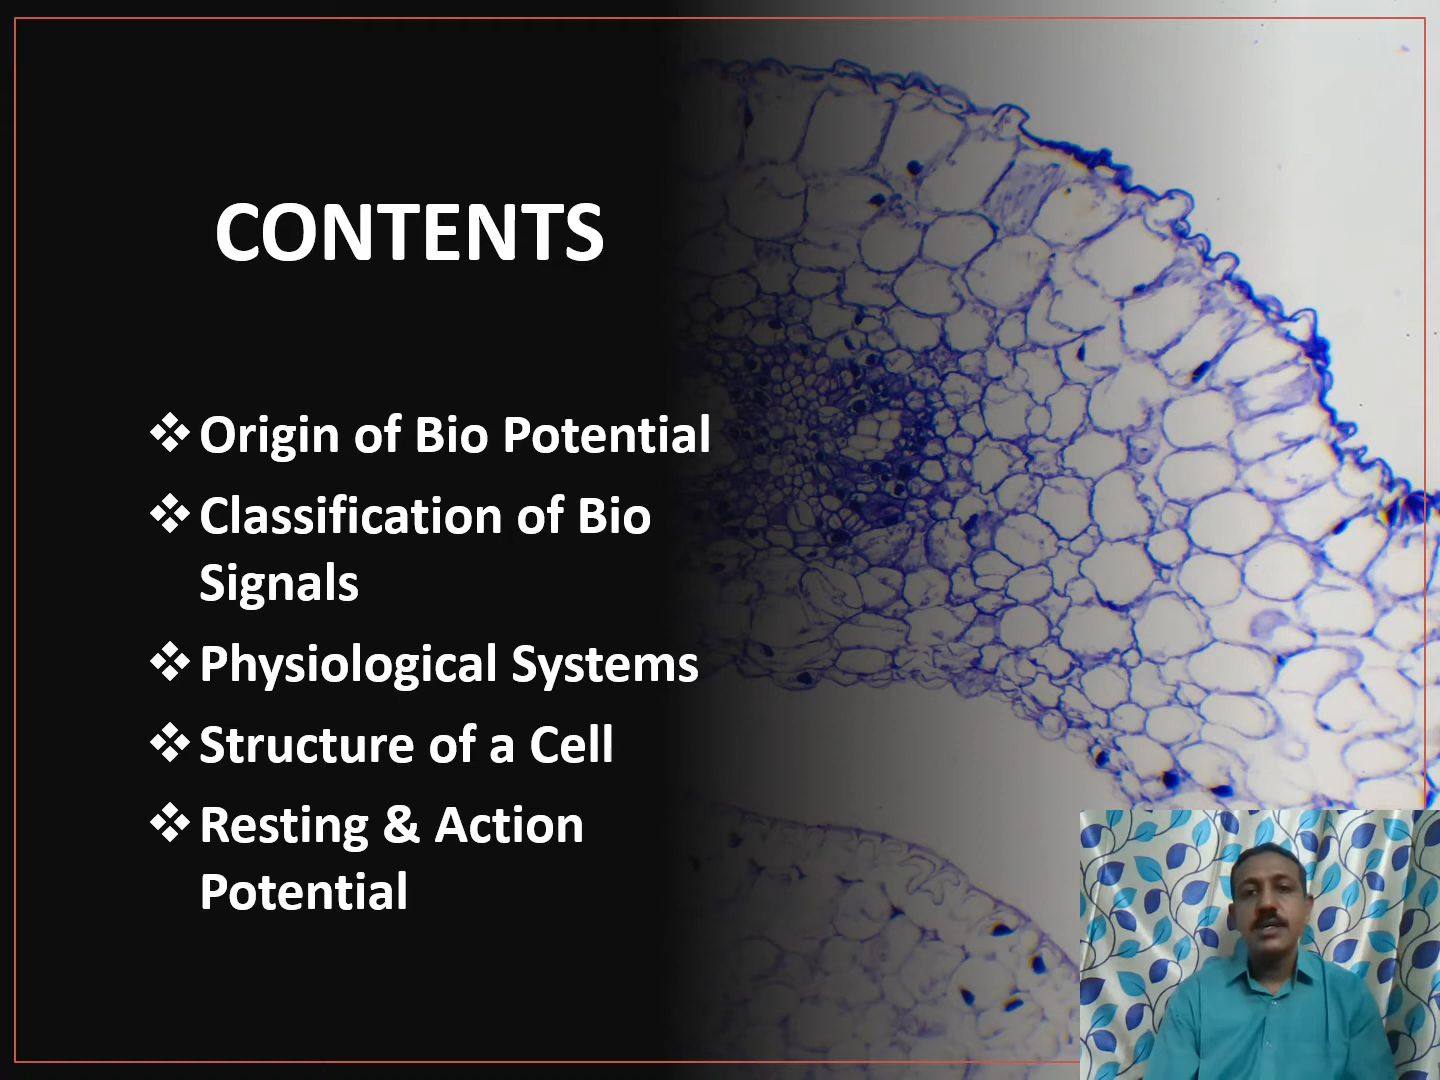 CONTENTS
❖Origin of Bio Potential
❖Classification of Bio
Signals
❖Physiological Systems
❖Structure of a Cell
❖Resting & Action
Potential